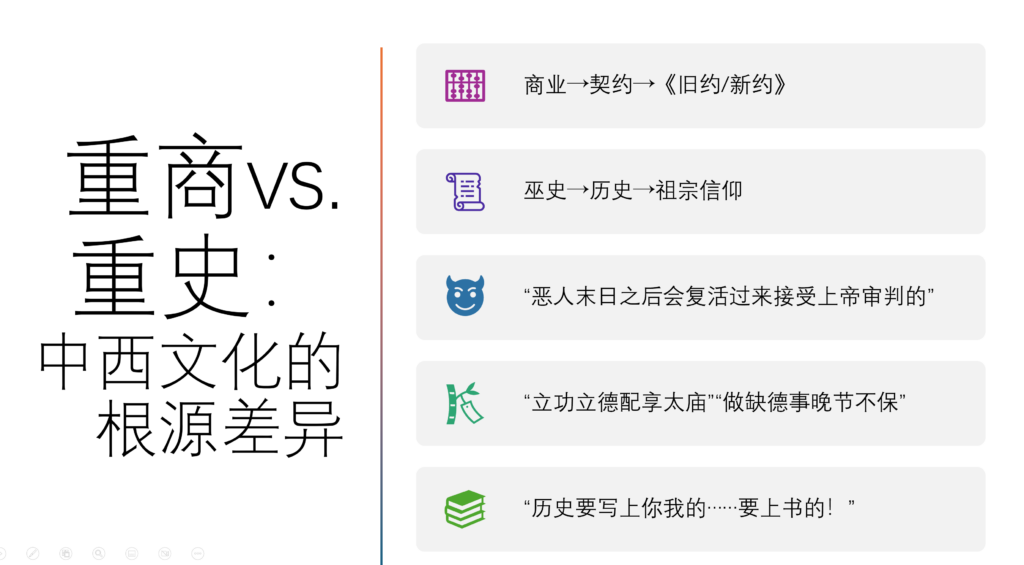 重商vs.
重史：
中西文化的
根源差异
商业→契约→《旧约/新约》
巫史→历史→祖宗信仰
“恶人末日之后会复活过来接受上帝审判的”
“立功立德配享太庙”“做缺德事晚节不保”
“历史要写上你我的……要上书的！”